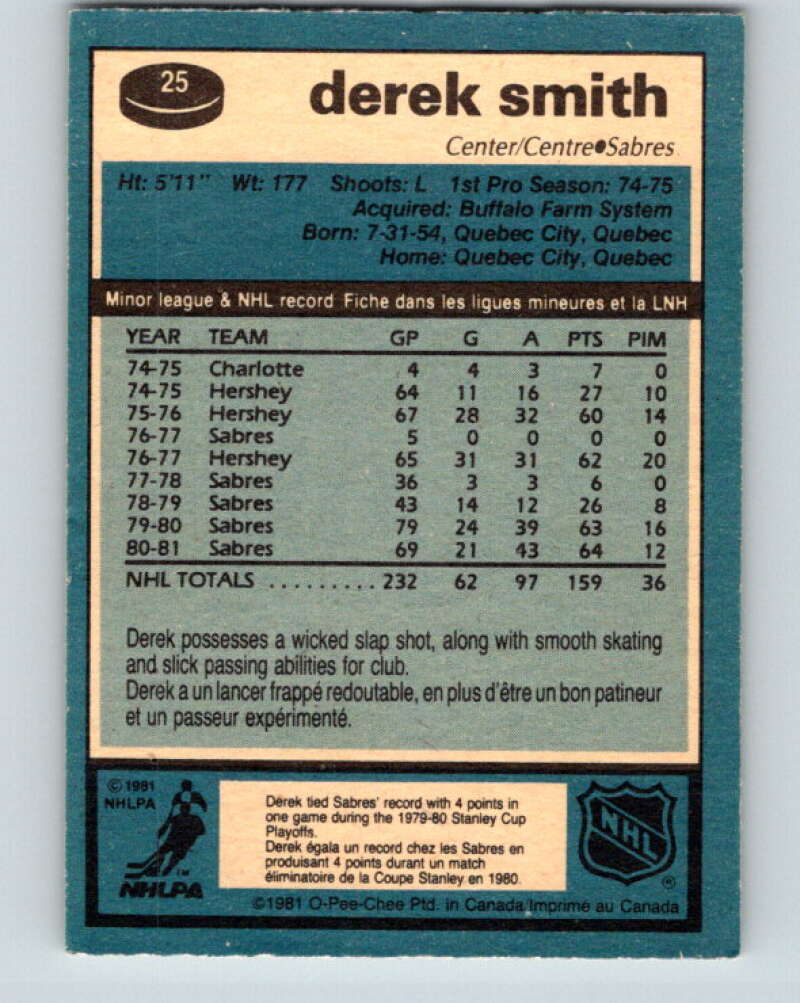 25
derek smith
Center/Centre●Sabres
Ht: 5'11" Wt: 177 Shoots: L 1st Pro Season: 74-75
Acquired: Buffalo Farm System
Born: 7-31-54, Quebec City, Quebec
Home: Quebec City, Quebec
Minor league & NHL record Fiche dans les ligues mineures et la LNH
YEAR TEAM GP G A PTS PIM
74-75 Charlotte 4 4 3 7 0
74-75 Hershey 64 11 16 27 10
75-76 Hershey 67 28 32 60 14
76-77 Sabres 5 0 0 0 0
76-77 Hershey 65 31 31 62 20
77-78 Sabres 36 3 3 6 0
78-79 Sabres 43 14 12 26 8
79-80 Sabres 79 24 39 63 16
80-81 Sabres 69 21 43 64 12
NHL TOTALS ......... 232 62 97 159 36
Derek possesses a wicked slap shot, along with smooth skating
and slick passing abilities for club.
Derek a un lancer frappé redoutable, en plus d'être un bon patineur
et un passeur expérimenté.
© 1981
NHLPA
TM
NHLPA
Derek tied Sabres' record with 4 points in
one game during the 1979-80 Stanley Cup
Playoffs.
Derek égala un record chez les Sabres en
produisant 4 points durant un match
éliminatoire de la Coupe Stanley en 1980.
NHL
®
©1981 O-Pee-Chee Ptd. in Canada/Imprimé au Canada